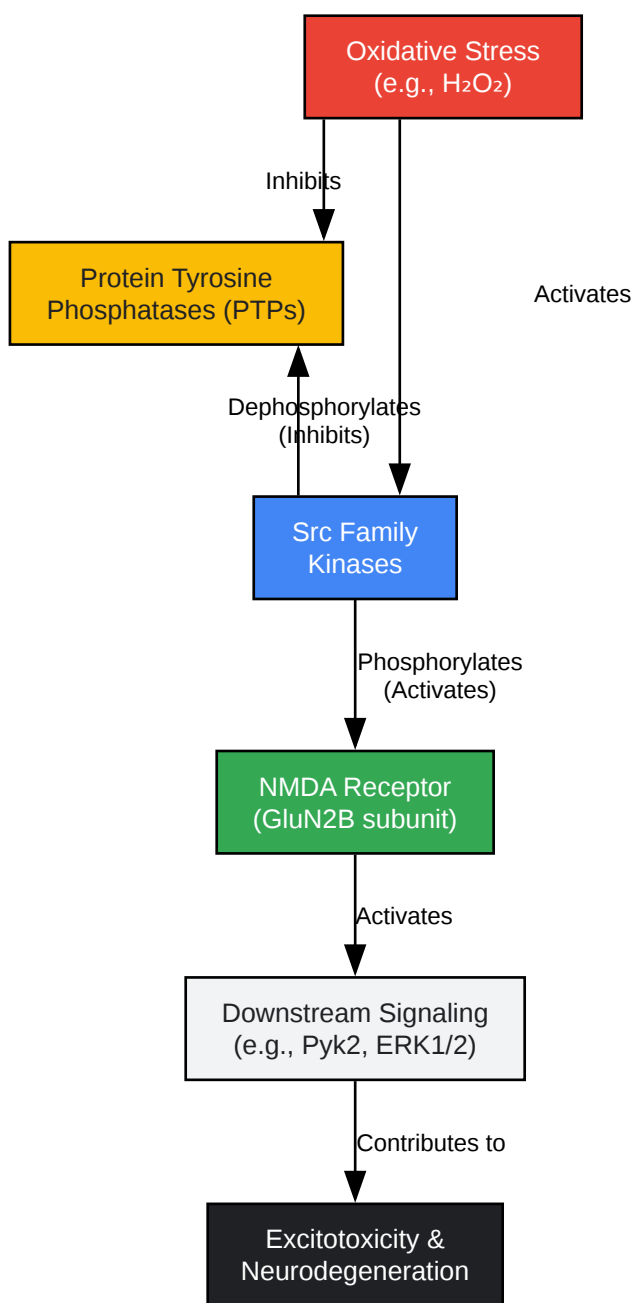 Oxidative Stress
(e.g., H₂O₂)
Inhibits
Protein Tyrosine
Phosphatases (PTPs)
Activates
Dephosphorylates
(Inhibits)
Src Family
Kinases
Phosphorylates
(Activates)
NMDA Receptor
(GluN2B subunit)
Activates
Downstream Signaling
(e.g., Pyk2, ERK1/2)
Contributes to
Excitotoxicity &
Neurodegeneration